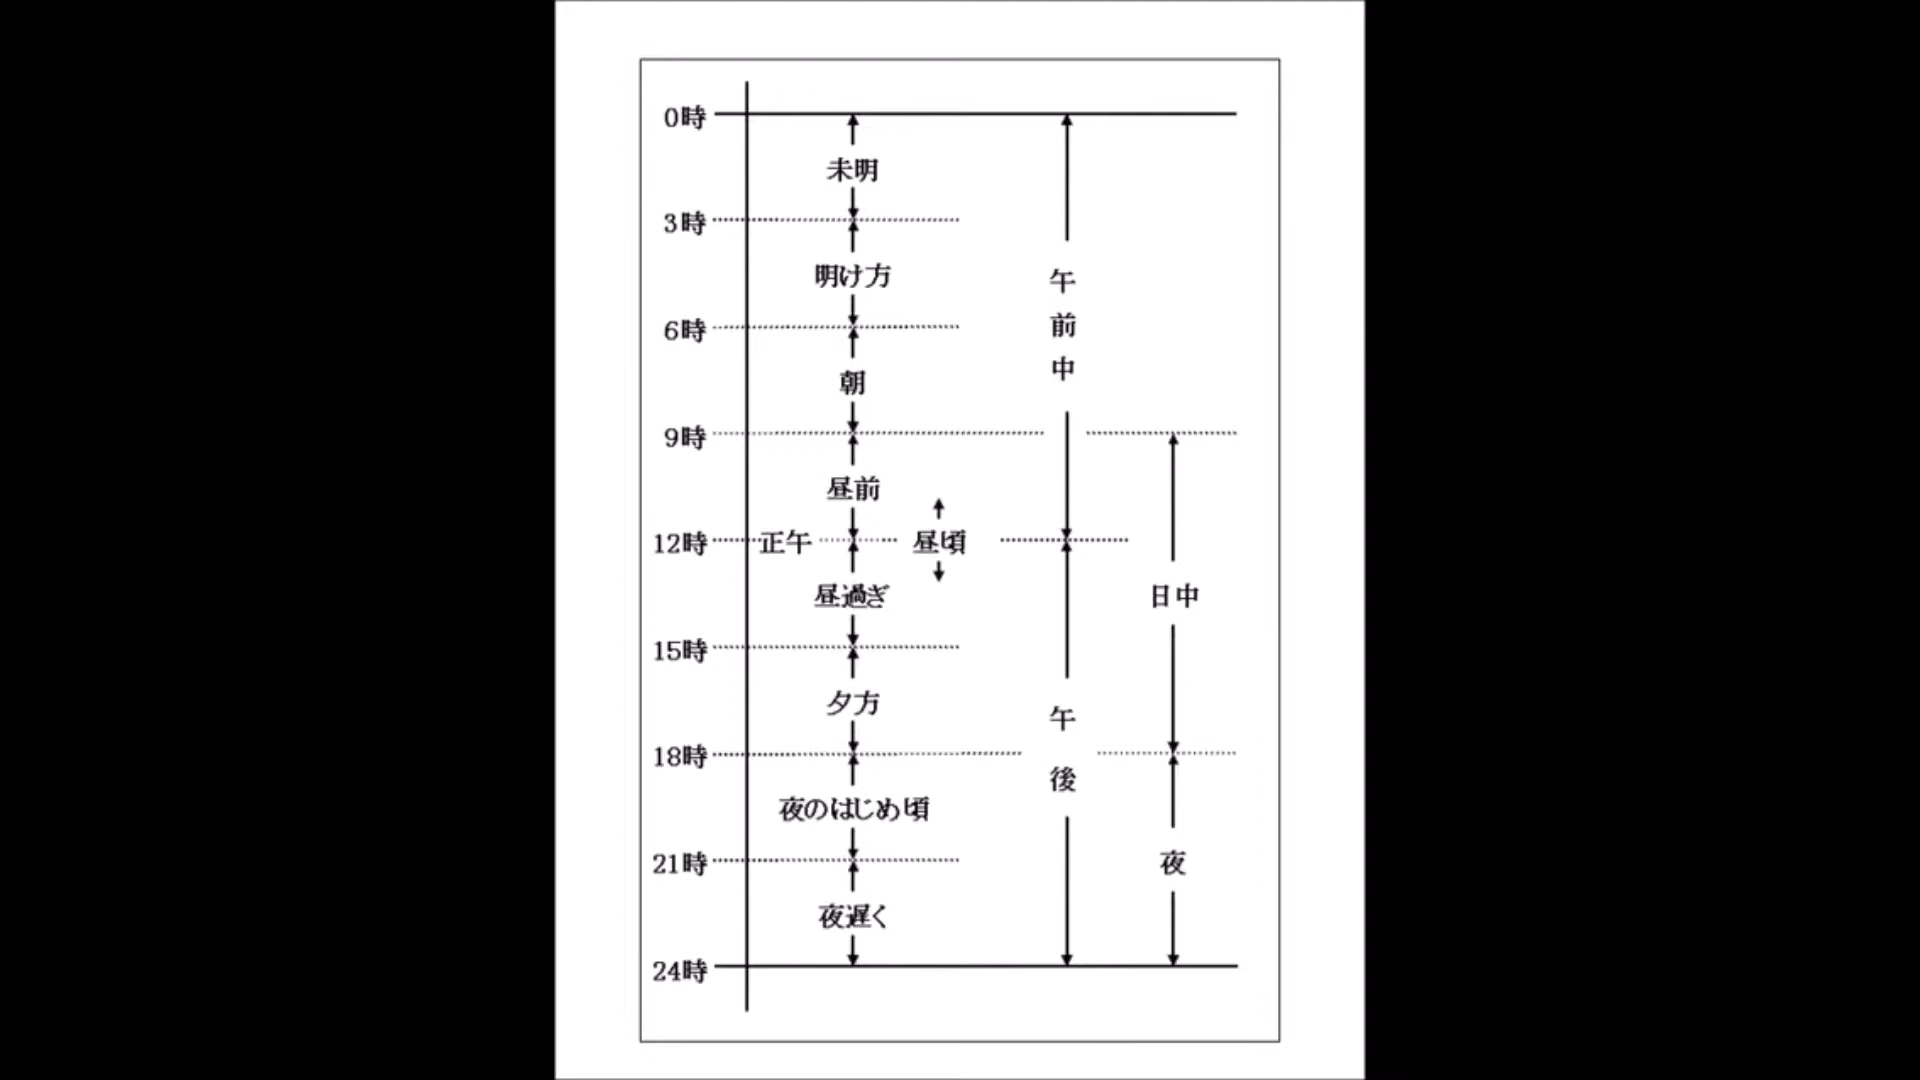 0時
未明
3時
明け方
午前中
6時
朝
9時
昼前
12時 正午 昼頃
昼過ぎ
日中
15時
夕方
午後
18時
夜のはじめ頃
21時
夜
夜遅く
24時